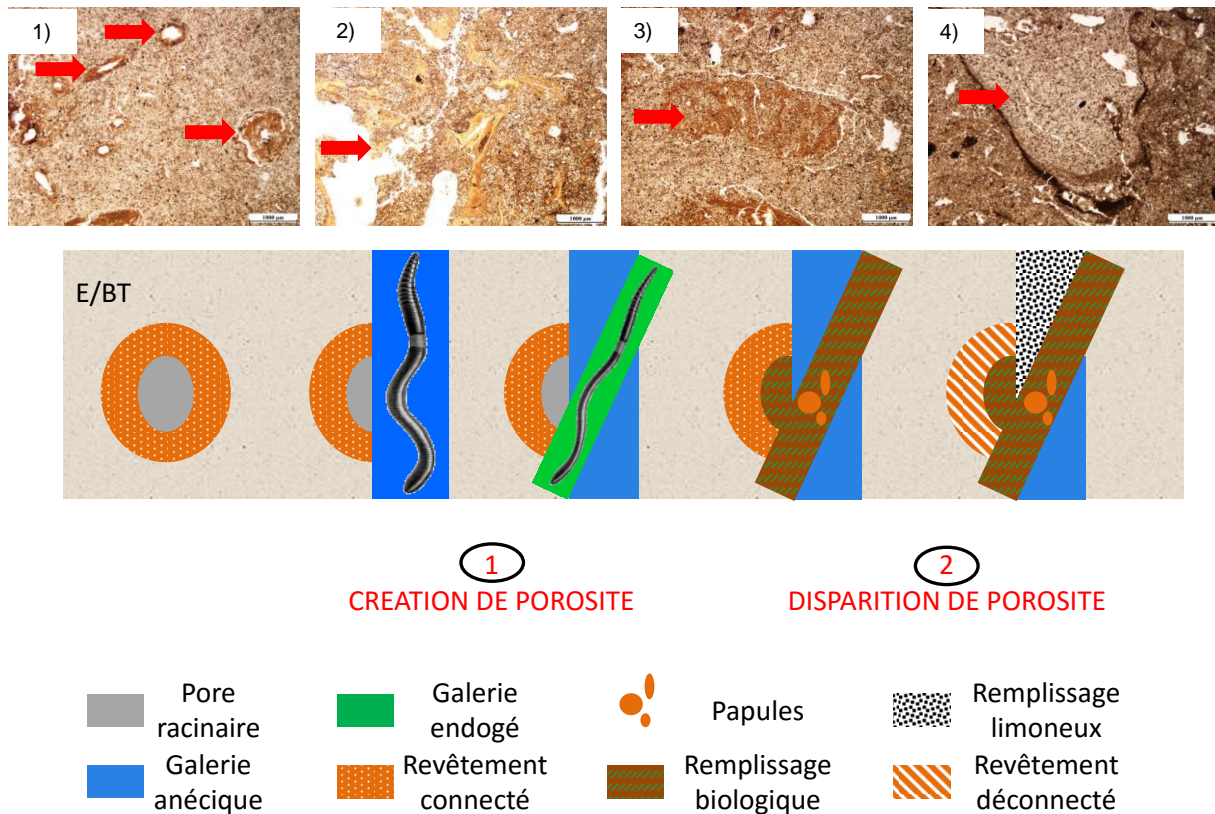 1)
2)
3)
4)
1000 µm
1000 µm
1000 µm
1000 µm
E/BT
1
CREATION DE POROSITE
2
DISPARITION DE POROSITE
Pore
racinaire
Galerie
endogé
Papules
Remplissage
limoneux
Galerie
anécique
Revêtement
connecté
Remplissage
biologique
Revêtement
déconnecté